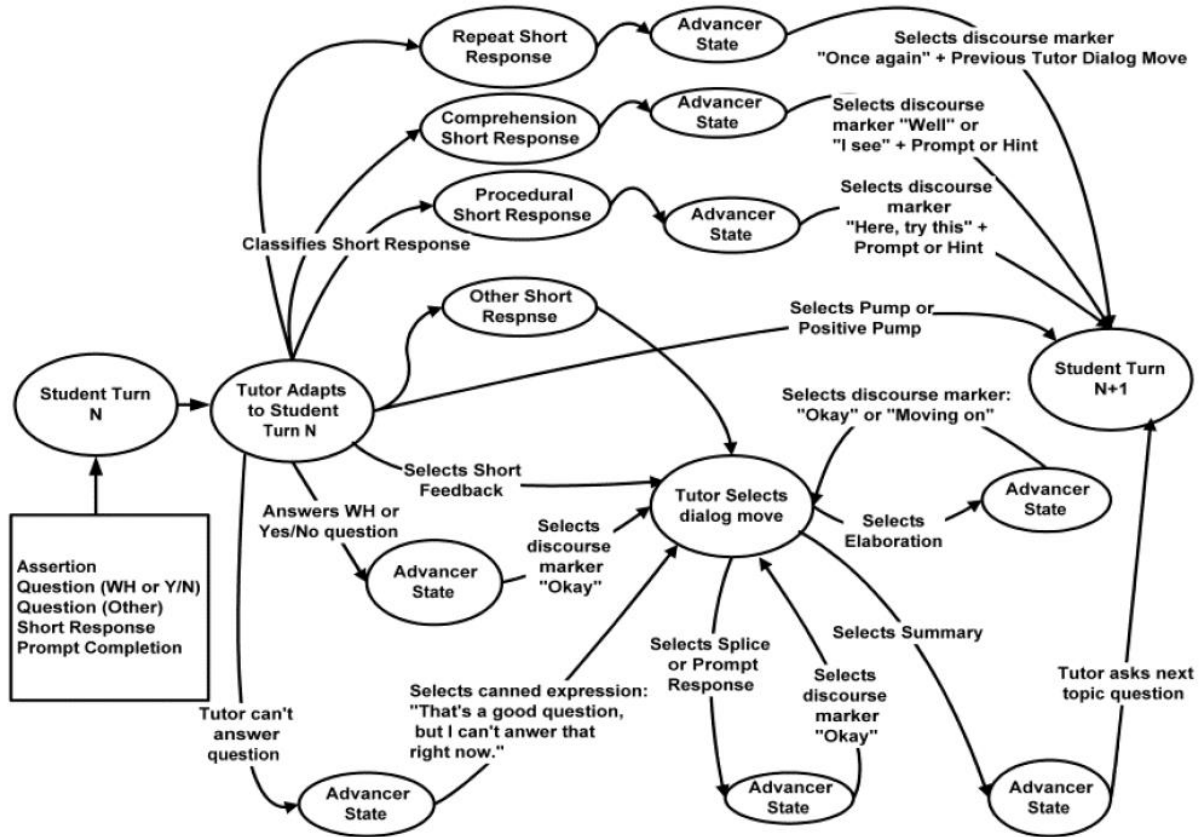 Repeat Short
Response
Advancer
State
Selects discourse marker
"Once again" + Previous Tutor Dialog Move
Comprehension
Short Response
Advancer
State
Selects discourse
marker "Well" or
"I see" + Prompt or Hint
Procedural
Short Response
Advancer
State
Selects discourse
marker
"Here, try this" +
Prompt or Hint
Classifies Short Response
Other Short
Respnse
Selects Pump or
Positive Pump
Student Turn
N
Tutor Adapts
to Student
Turn N
Student Turn
N+1
Selects discourse marker:
"Okay" or "Moving on"
Selects Short
Feedback
Tutor Selects
dialog move
Advancer
State
Selects
Elaboration
Answers WH or
Yes/No question
Advancer
State
Selects
discourse
marker
"Okay"
Assertion
Question (WH or Y/N)
Question (Other)
Short Response
Prompt Completion
Selects Splice
or Prompt
Response
Selects Summary
Selects
discourse
marker
"Okay"
Tutor asks next
topic question
Tutor can't
answer
question
Selects canned expression:
"That's a good question,
but I can't anwer that
right now."
Advancer
State
Advancer
State
Advancer
State